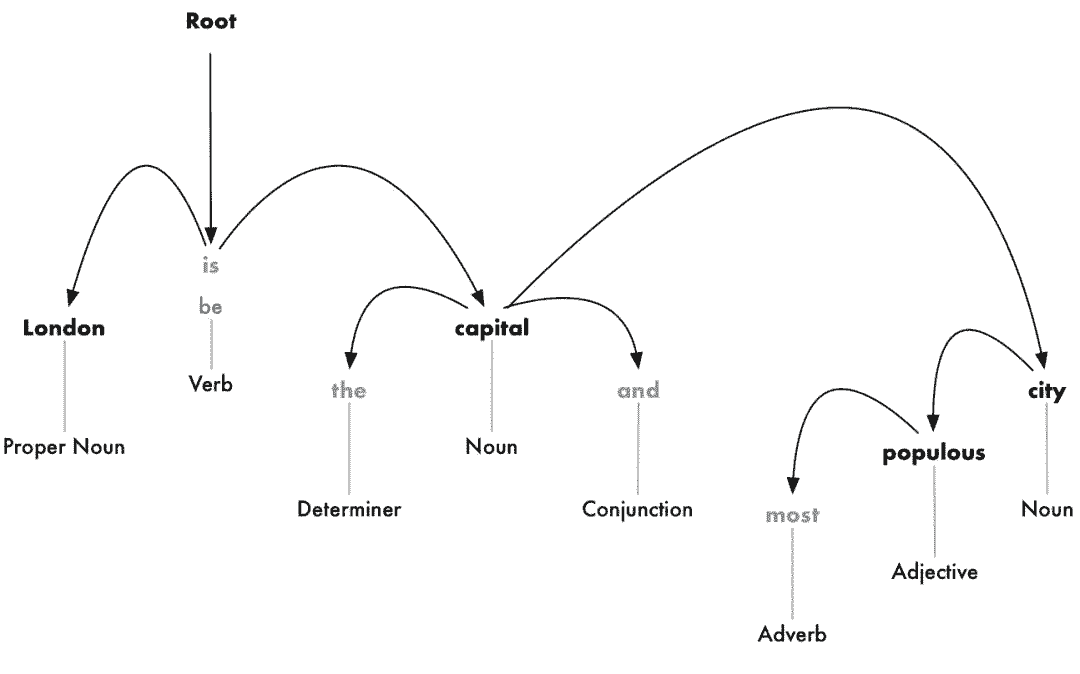 Root
is
be
London
capital
Verb
the
and
city
Proper Noun
Noun
populous
Determiner
Conjunction
most
Noun
Adjective
Adverb